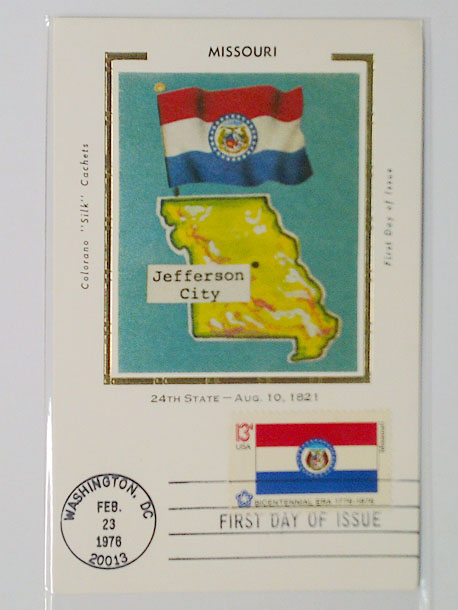 MISSOURI
Colorano "Silk" Cachets
First Day of Issue
Jefferson
City
24TH STATE — AUG. 10, 1821
13¢
USA
Missouri
BICENTENNIAL ERA 1776-1976
WASHINGTON, DC
FEB.
23
1976
20013
FIRST DAY OF ISSUE